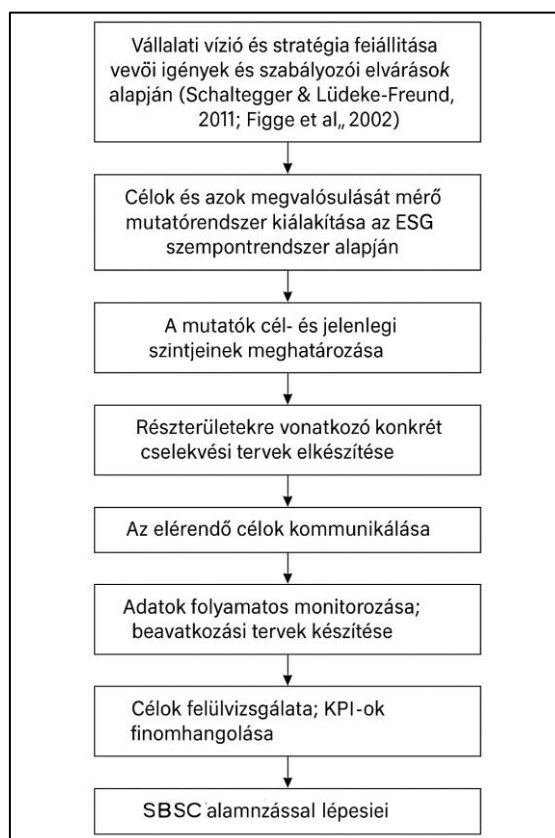 Vállalati vízió és stratégia feiállitása
vevöi igények és szabályozói elvárások
alapján (Schaltegger & Lüdeke-Freund,
2011; Figge et al„ 2002)
Célok és azok megvalósulását mérő
mutatórendszer kiálakítása az ESG
szempontrendszer alapján
A mutatók cél- és jelenlegi
szintjeinek meghatározása
Részterületekre vonatkozó konkrét
cselekvési tervek elkészítése
Az elérendő célok kommunikálása
Adatok folyamatos monitorozása;
beavatkozási tervek készítése
Célok felülvizsgálata; KPI-ok
finomhangolása
SBSC alamnzással lépesiei